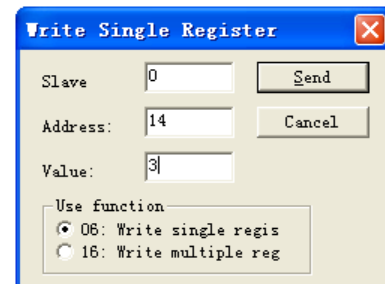 Write Single Register
Slave 0 Send
Address: 14 Cancel
Value: 3
Use function
06: Write single regis
16: Write multiple reg